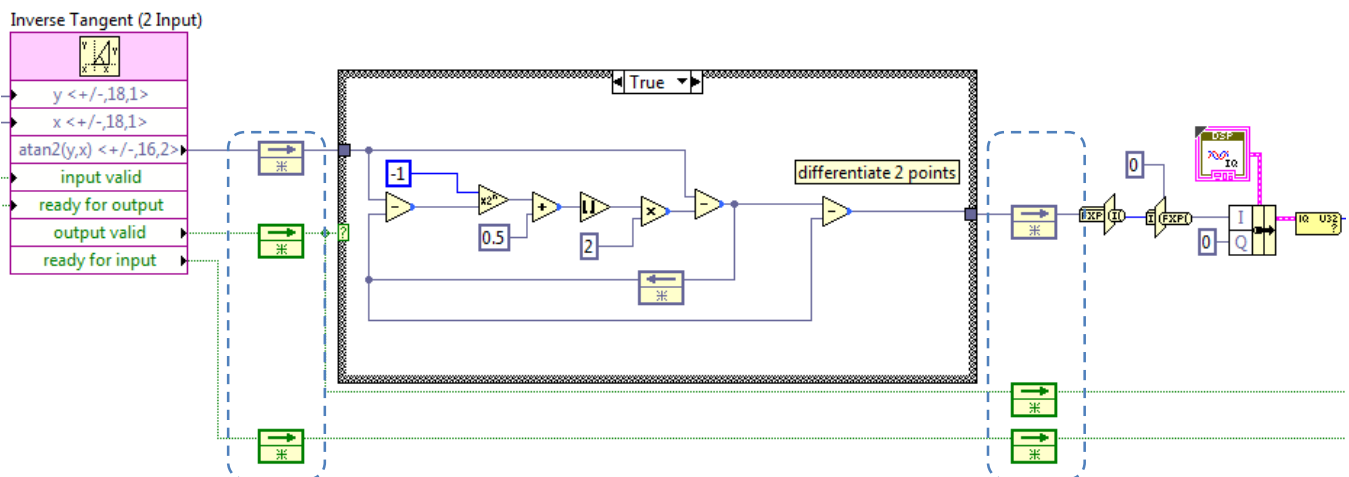 Inverse Tangent (2 Input)
Y
X X
y <+/-,18,1>
x <+/-,18,1>
atan2(y,x) <+/-,16,2>
input valid
ready for output
output valid
ready for input
True
?
-1
x2ⁿ
+
0.5
2
x
-
-
differentiate 2 points
-
0
DSP
IQ
FXP
FXP
I
Q
0
IQ U32
?